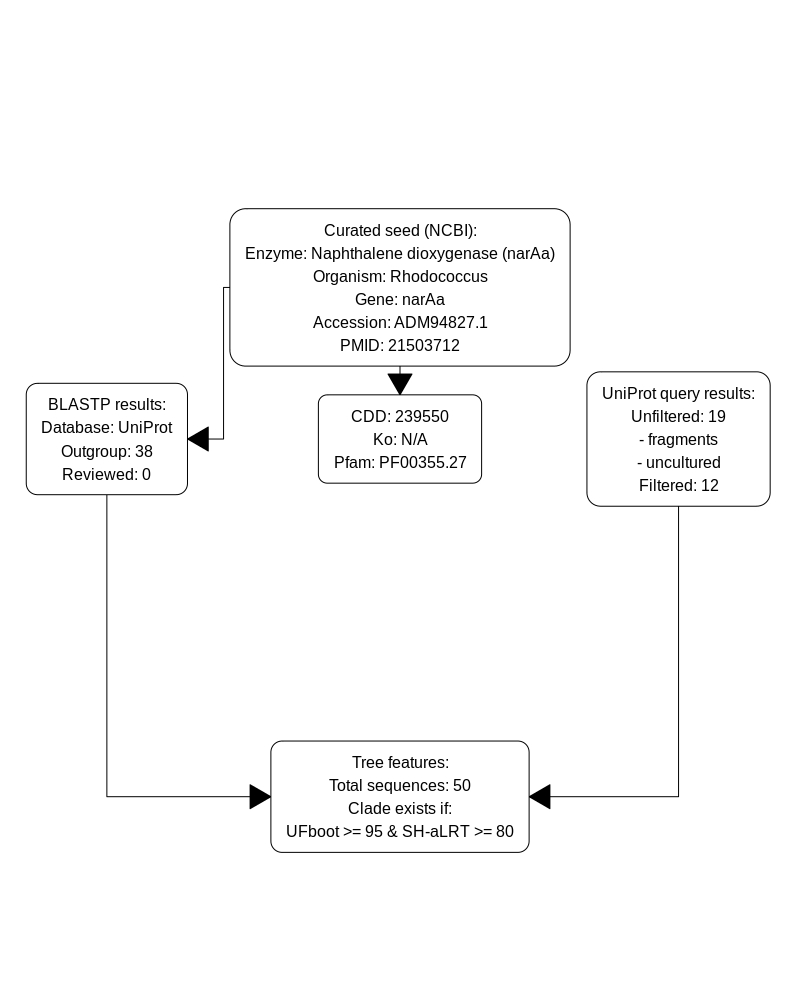 Curated seed (NCBI):
Enzyme: Naphthalene dioxygenase (narAa)
Organism: Rhodococcus
Gene: narAa
Accession: ADM94827.1
PMID: 21503712
BLASTP results:
Database: UniProt
Outgroup: 38
Reviewed: 0
CDD: 239550
Ko: N/A
Pfam: PF00355.27
UniProt query results:
Unfiltered: 19
- fragments
- uncultured
Filtered: 12
Tree features:
Total sequences: 50
Clade exists if:
UFboot >= 95 & SH-aLRT >= 80